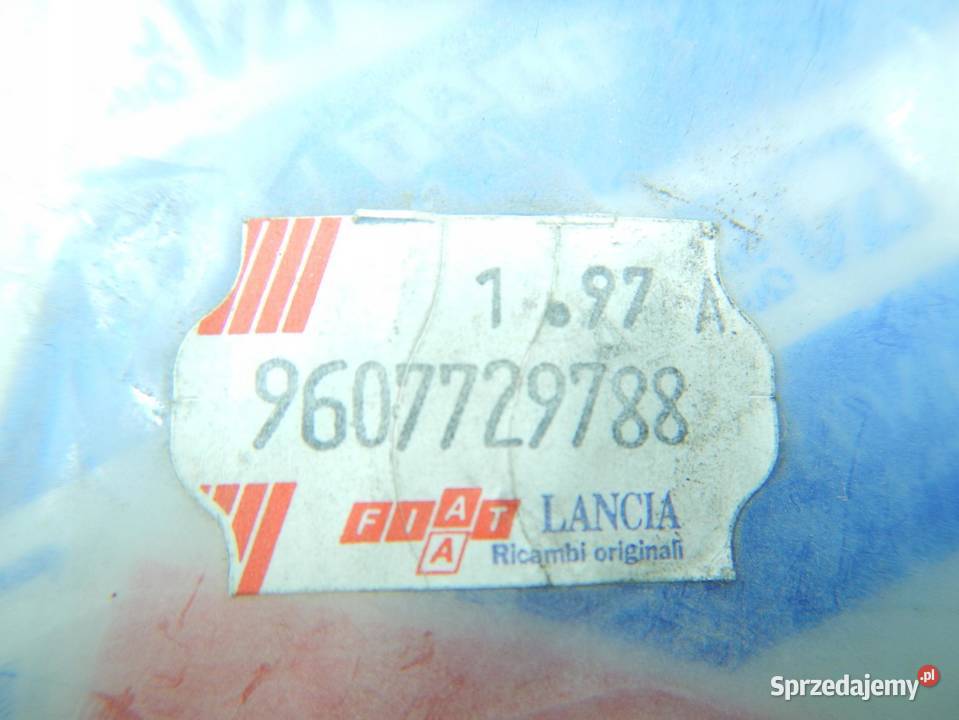 1.97 A
9607729788
FIAT LANCIA
A
Ricambi originali
Sprzedajemy.pl